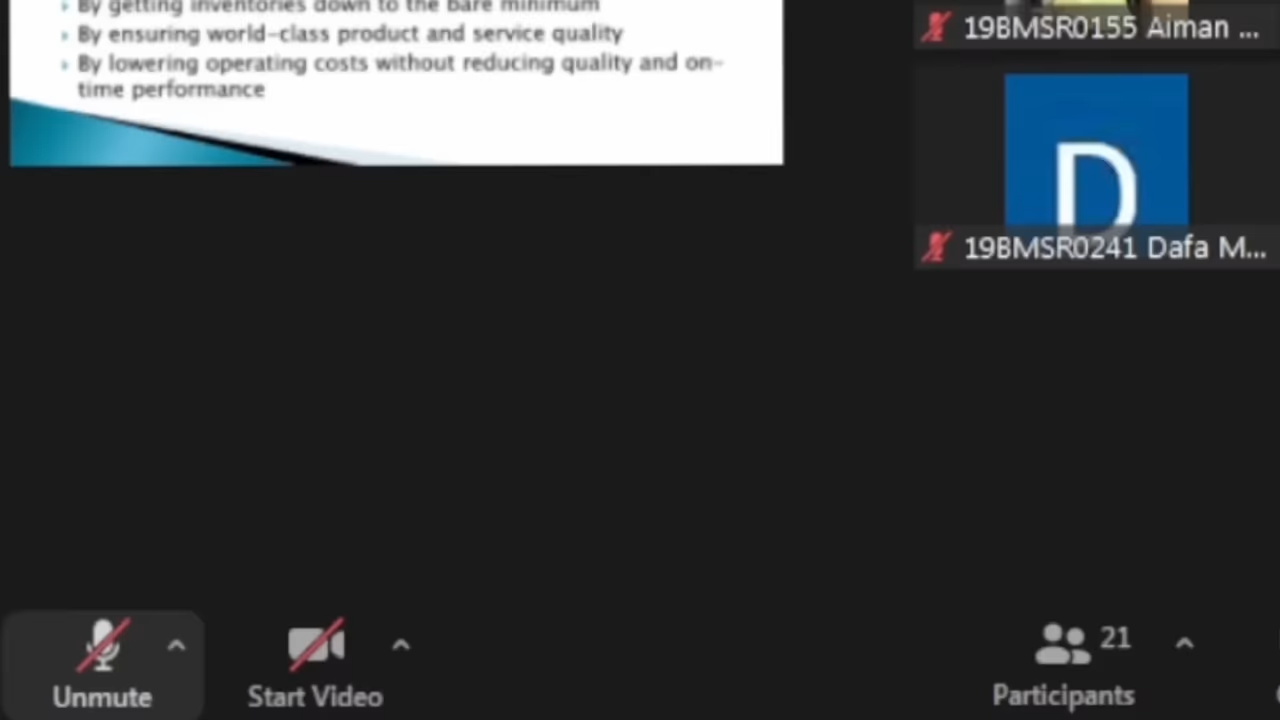 By getting inventories down to the bare minimum
By ensuring world-class product and service quality
By lowering operating costs without reducing quality and on-
time performance
19BMSR0155 Aiman ...
D
19BMSR0241 Dafa M...
Unmute
Start Video
21
Participants